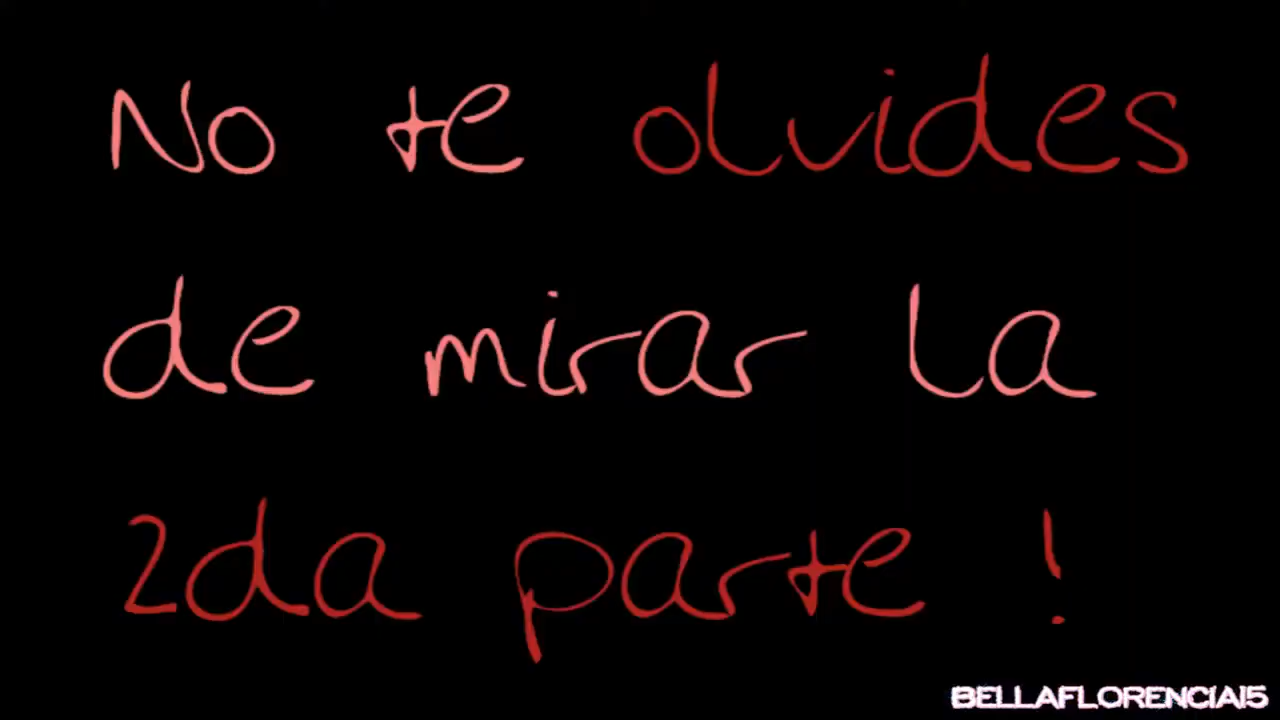 No te olvides
de mirar la
2da parte !
BELLAFLORENCIA15